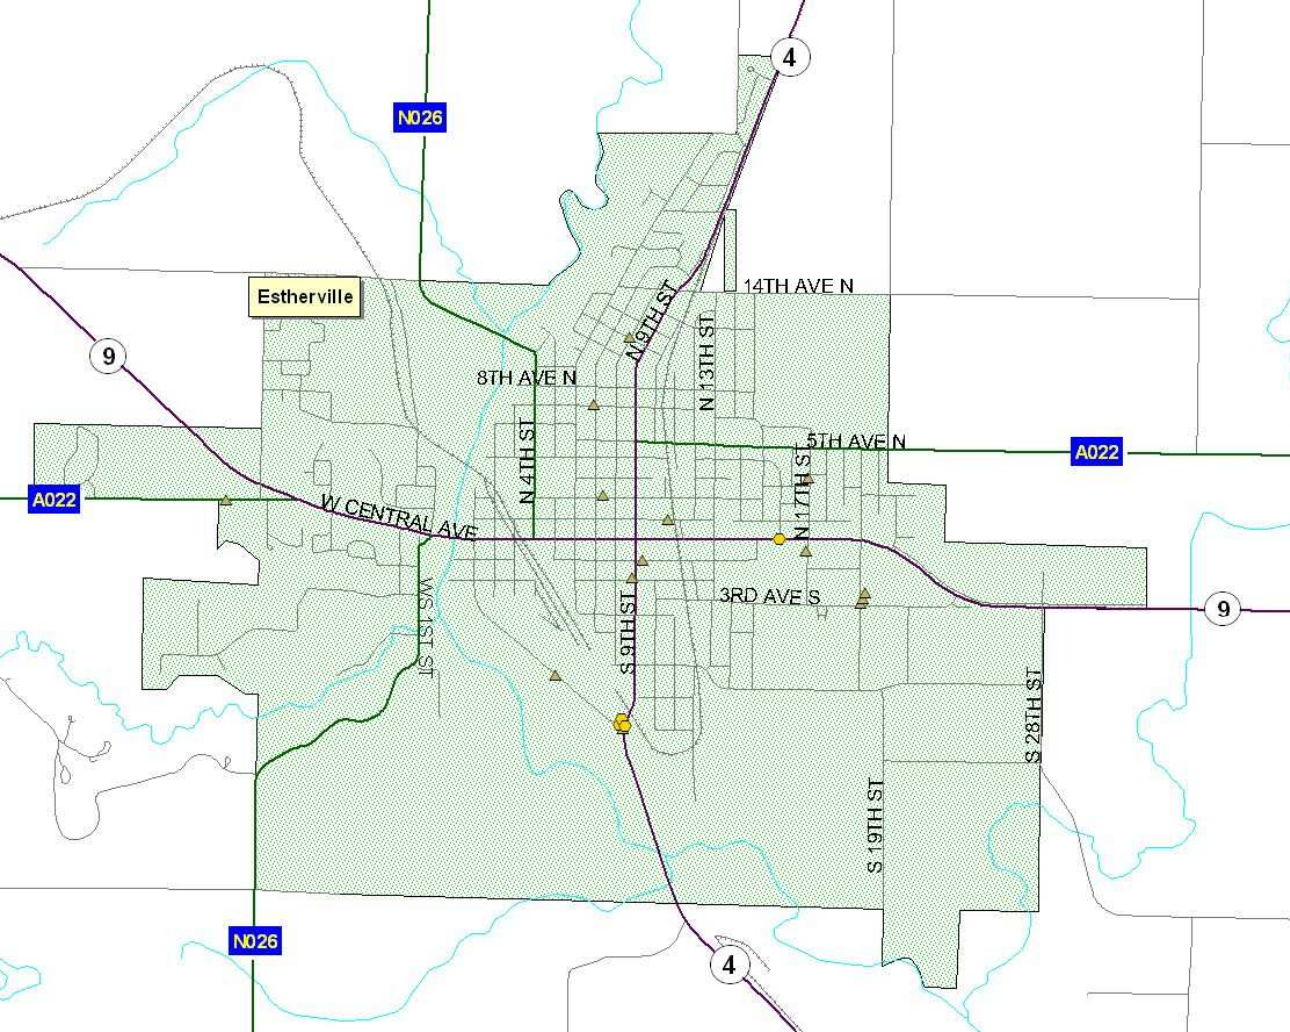 4
N026
Estherville
14TH AVE N
N 9TH ST
N 13TH ST
9
8TH AVE N
N 4TH ST
5TH AVE N
A022
N 17TH ST
A022
W CENTRAL AVE
3RD AVE S
9
W S 1ST ST
S 9TH ST
S 28TH ST
S 19TH ST
N026
4